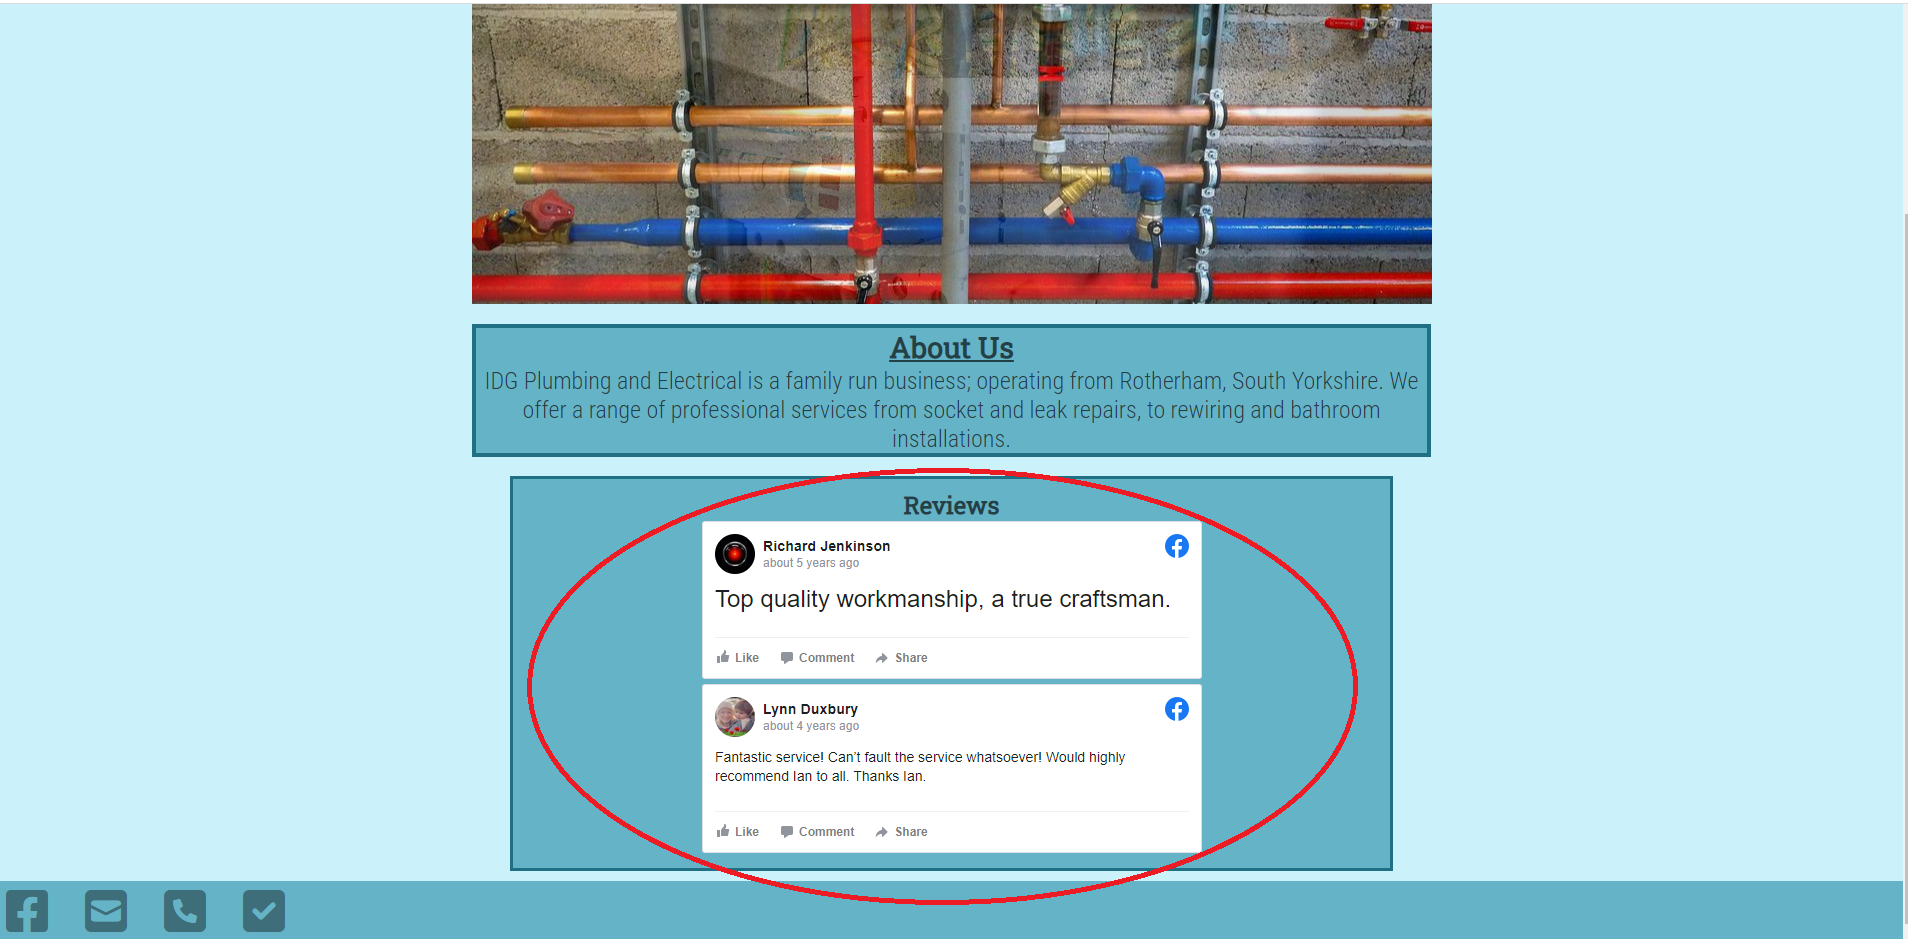 About Us
IDG Plumbing and Electrical is a family run business; operating from Rotherham, South Yorkshire. We
offer a range of professional services from socket and leak repairs, to rewiring and bathroom
installations.
Reviews
Richard Jenkinson
about 5 years ago
Top quality workmanship, a true craftsman.
Like Comment Share
Lynn Duxbury
about 4 years ago
Fantastic service! Can't fault the service whatsoever! Would highly
recommend Ian to all. Thanks Ian.
Like Comment Share